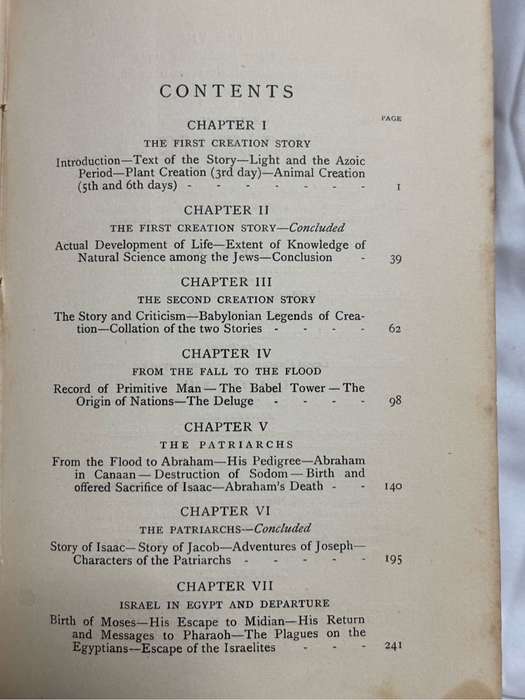 CONTENTS
CHAPTER I
PAGE
THE FIRST CREATION STORY
Introduction—Text of the Story—Light and the Azoic
Period—Plant Creation (3rd day)—Animal Creation
(5th and 6th days) - - - - - - - 1
CHAPTER II
THE FIRST CREATION STORY—Concluded
Actual Development of Life—Extent of Knowledge of
Natural Science among the Jews—Conclusion - 39
CHAPTER III
THE SECOND CREATION STORY
The Story and Criticism—Babylonian Legends of Crea-
tion—Collation of the two Stories - - - - 62
CHAPTER IV
FROM THE FALL TO THE FLOOD
Record of Primitive Man—The Babel Tower—The
Origin of Nations—The Deluge - - - - 98
CHAPTER V
THE PATRIARCHS
From the Flood to Abraham—His Pedigree—Abraham
in Canaan—Destruction of Sodom—Birth and
offered Sacrifice of Isaac—Abraham's Death - - 140
CHAPTER VI
THE PATRIARCHS—Concluded
Story of Isaac—Story of Jacob—Adventures of Joseph—
Characters of the Patriarchs - - - - - 195
CHAPTER VII
ISRAEL IN EGYPT AND DEPARTURE
Birth of Moses—His Escape to Midian—His Return
and Messages to Pharaoh—The Plagues on the
Egyptians—Escape of the Israelites - - - 241